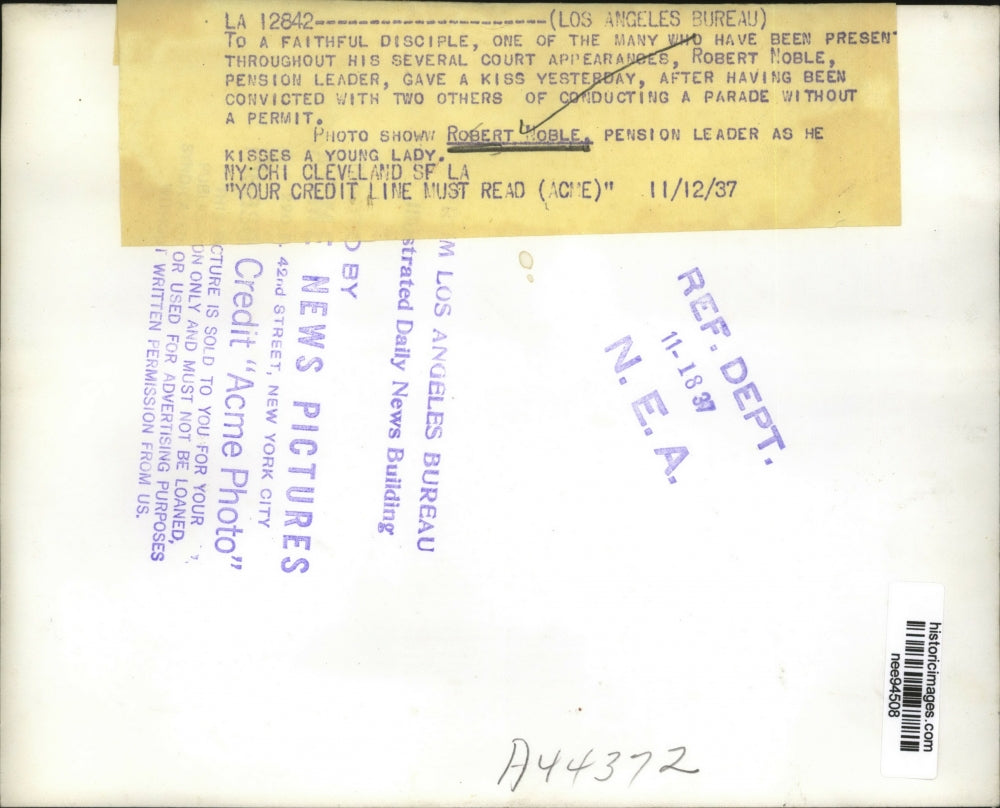 LA 12842-----------------------(LOS ANGELES BUREAU)
TO A FAITHFUL DISCIPLE, ONE OF THE MANY WHO HAVE BEEN PRESENT
THROUGHOUT HIS SEVERAL COURT APPEARANCES, ROBERT NOBLE,
PENSION LEADER, GAVE A KISS YESTERDAY, AFTER HAVING BEEN
CONVICTED WITH TWO OTHERS OF CONDUCTING A PARADE WITHOUT
A PERMIT.
PHOTO SHOWN ROBERT NOBLE, PENSION LEADER AS HE
KISSES A YOUNG LADY.
NY CHI CLEVELAND SF LA
"YOUR CREDIT LINE MUST READ (ACME)" 11/12/37
M LOS ANGELES BUREAU
strated Daily News Building
D BY
NEWS PICTURES
42nd STREET, NEW YORK CITY
Credit "Acme Photo"
CTURE IS SOLD TO YOU FOR YOUR
ON ONLY AND MUST NOT BE LOANED,
OR USED FOR ADVERTISING PURPOSES
T WRITTEN PERMISSION FROM US.
REF. DEPT.
11-18 37
N. E. A.
historicimages.com
nee94508
A44372